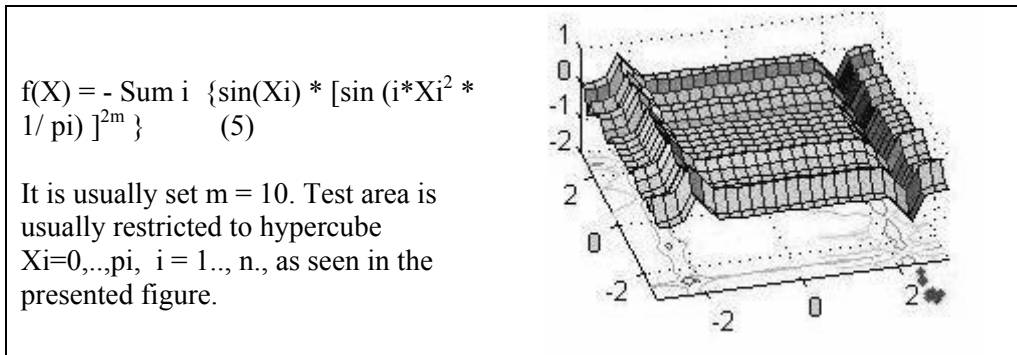 f(X) = - Sum i {sin(Xi) * [sin (i*Xi² *
1/ pi) ]²ᵐ } (5)
It is usually set m = 10. Test area is
usually restricted to hypercube
Xi=0,..,pi, i = 1.., n., as seen in the
presented figure.
1
0
-1
-2
2
0
-2
-2
0
2